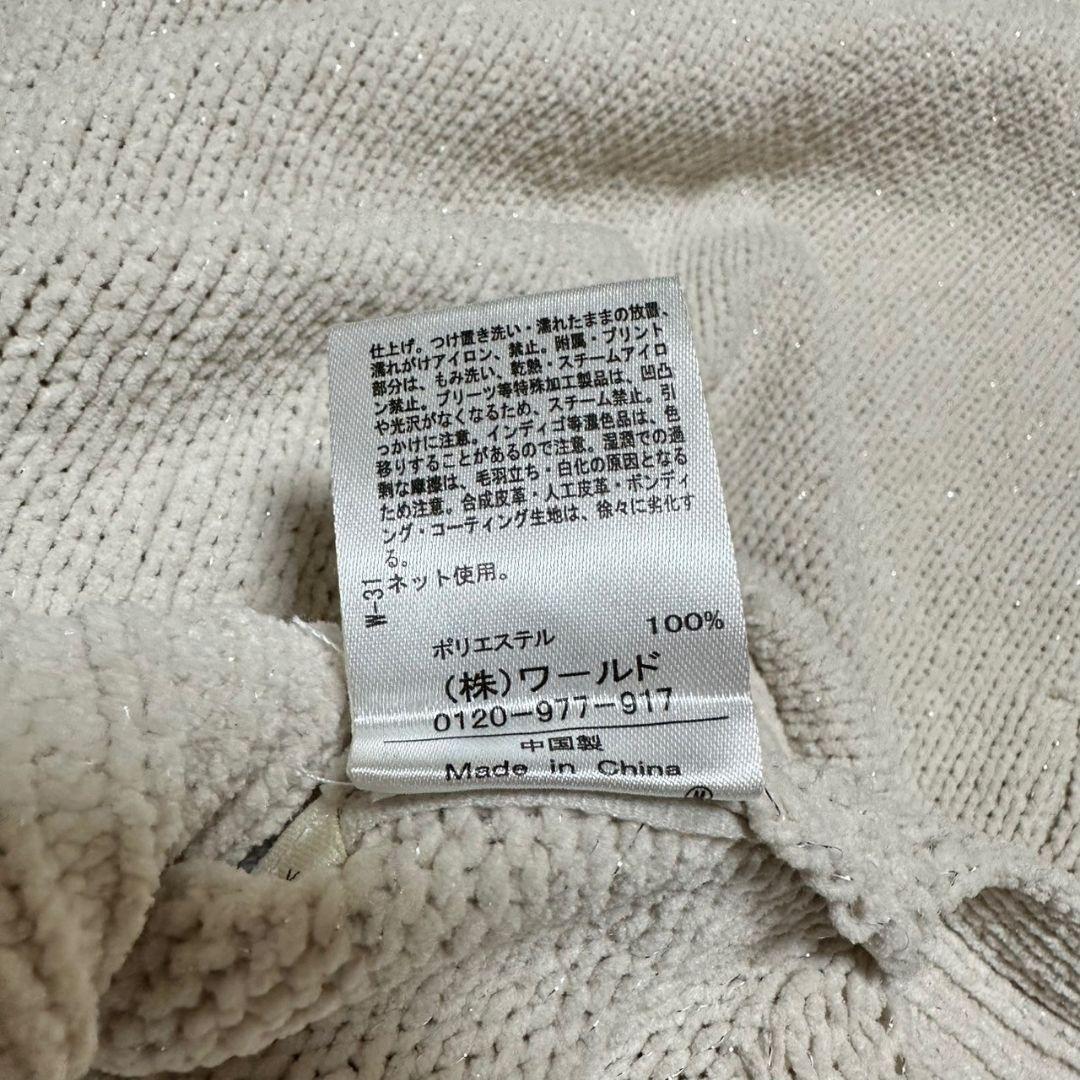 仕上げ。つけ置き洗い・濡れたままの放置、
濡れがけアイロン、禁止。附属・プリント
部分は、もみ洗い、乾熱・スチームアイロ
ン禁止。プリーツ等特殊加工製品は、凹凸
や光沢がなくなるため、スチーム禁止。引
っかけに注意。インディゴ等濃色品は、色
移りすることがあるので注意。湿潤での過
剰な摩擦は、毛羽立ち・白化の原因となる
ため注意。合成皮革・人工皮革・ボンディ
ング・コーティング生地は、徐々に劣化す
る。
ネット使用。
W-31
ポリエステル 100%
(株)ワールド
0120-977-917
中国製
Made in China